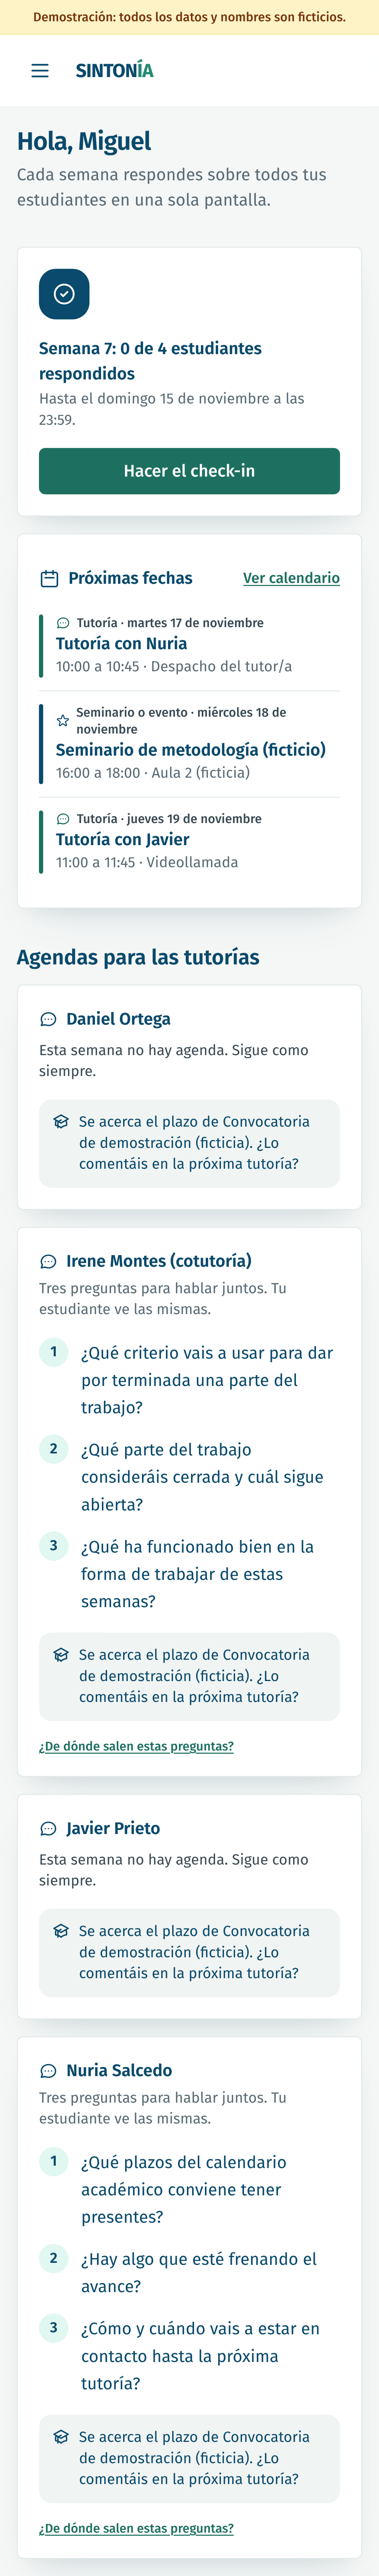 Demostración: todos los datos y nombres son ficticios.
SINTONÍA
Hola, Miguel
Cada semana respondes sobre todos tus
estudiantes en una sola pantalla.
Semana 7: 0 de 4 estudiantes
respondidos
Hasta el domingo 15 de noviembre a las
23:59.
Hacer el check-in
Próximas fechas
Ver calendario
Tutoría · martes 17 de noviembre
Tutoría con Nuria
10:00 a 10:45 · Despacho del tutor/a
Seminario o evento · miércoles 18 de
noviembre
Seminario de metodología (ficticio)
16:00 a 18:00 · Aula 2 (ficticia)
Tutoría · jueves 19 de noviembre
Tutoría con Javier
11:00 a 11:45 · Videollamada
Agendas para las tutorías
Daniel Ortega
Esta semana no hay agenda. Sigue como
siempre.
Se acerca el plazo de Convocatoria
de demostración (ficticia). ¿Lo
comentáis en la próxima tutoría?
Irene Montes (cotutoría)
Tres preguntas para hablar juntos. Tu
estudiante ve las mismas.
1 ¿Qué criterio vais a usar para dar
por terminada una parte del
trabajo?
2 ¿Qué parte del trabajo
consideráis cerrada y cuál sigue
abierta?
3 ¿Qué ha funcionado bien en la
forma de trabajar de estas
semanas?
Se acerca el plazo de Convocatoria
de demostración (ficticia). ¿Lo
comentáis en la próxima tutoría?
¿De dónde salen estas preguntas?
Javier Prieto
Esta semana no hay agenda. Sigue como
siempre.
Se acerca el plazo de Convocatoria
de demostración (ficticia). ¿Lo
comentáis en la próxima tutoría?
Nuria Salcedo
Tres preguntas para hablar juntos. Tu
estudiante ve las mismas.
1 ¿Qué plazos del calendario
académico conviene tener
presentes?
2 ¿Hay algo que esté frenando el
avance?
3 ¿Cómo y cuándo vais a estar en
contacto hasta la próxima
tutoría?
Se acerca el plazo de Convocatoria
de demostración (ficticia). ¿Lo
comentáis en la próxima tutoría?
¿De dónde salen estas preguntas?